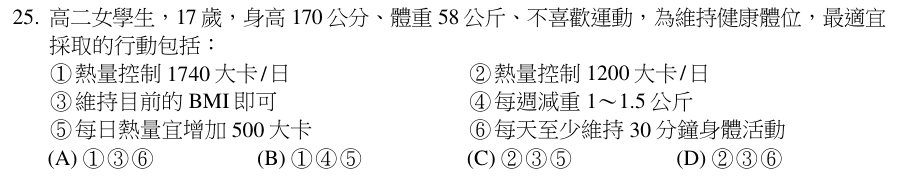 25. 高二女學生，17 歲，身高 170 公分、體重 58 公斤、不喜歡運動，為維持健康體位，最適宜
採取的行動包括：
①熱量控制 1740 大卡/日 ②熱量控制 1200 大卡/日
③維持目前的 BMI 即可 ④每週減重 1～1.5 公斤
⑤每日熱量宜增加 500 大卡 ⑥每天至少維持 30 分鐘身體活動
(A) ①③⑥ (B) ①④⑤ (C) ②③⑤ (D) ②③⑥